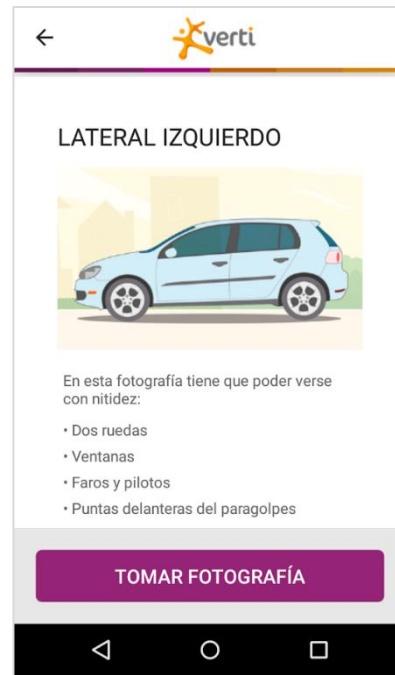 verti
LATERAL IZQUIERDO
En esta fotografía tiene que poder verse
con nitidez:
• Dos ruedas
• Ventanas
• Faros y pilotos
• Puntas delanteras del paragolpes
TOMAR FOTOGRAFÍA